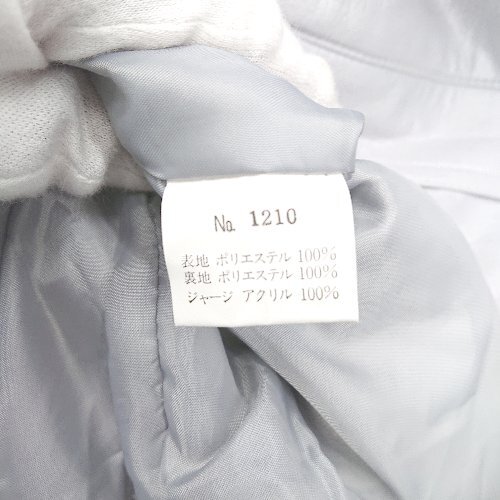 No. 1210
表地 ポリエステル 100%
裏地 ポリエステル 100%
ジャージ アクリル 100%